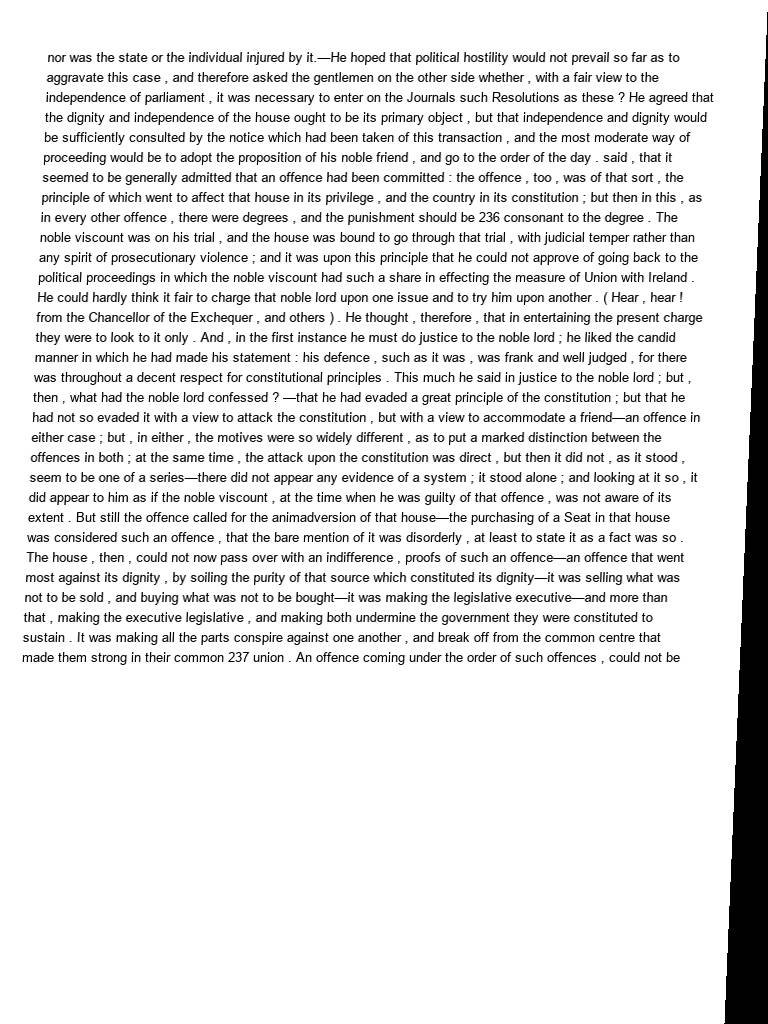 nor was the state or the individual injured by it.—He hoped that political hostility would not prevail so far as to
aggravate this case , and therefore asked the gentlemen on the other side whether , with a fair view to the
independence of parliament , it was necessary to enter on the Journals such Resolutions as these ? He agreed that
the dignity and independence of the house ought to be its primary object , but that independence and dignity would
be sufficiently consulted by the notice which had been taken of this transaction , and the most moderate way of
proceeding would be to adopt the proposition of his noble friend , and go to the order of the day . said , that it
seemed to be generally admitted that an offence had been committed : the offence , too , was of that sort , the
principle of which went to affect that house in its privilege , and the country in its constitution ; but then in this , as
in every other offence , there were degrees , and the punishment should be 236 consonant to the degree . The
noble viscount was on his trial , and the house was bound to go through that trial , with judicial temper rather than
any spirit of prosecutionary violence ; and it was upon this principle that he could not approve of going back to the
political proceedings in which the noble viscount had such a share in effecting the measure of Union with Ireland .
He could hardly think it fair to charge that noble lord upon one issue and to try him upon another . ( Hear , hear !
from the Chancellor of the Exchequer , and others ) . He thought , therefore , that in entertaining the present charge
they were to look to it only . And , in the first instance he must do justice to the noble lord ; he liked the candid
manner in which he had made his statement : his defence , such as it was , was frank and well judged , for there
was throughout a decent respect for constitutional principles . This much he said in justice to the noble lord ; but ,
then , what had the noble lord confessed ? —that he had evaded a great principle of the constitution ; but that he
had not so evaded it with a view to attack the constitution , but with a view to accommodate a friend—an offence in
either case ; but , in either , the motives were so widely different , as to put a marked distinction between the
offences in both ; at the same time , the attack upon the constitution was direct , but then it did not , as it stood ,
seem to be one of a series—there did not appear any evidence of a system ; it stood alone ; and looking at it so , it
did appear to him as if the noble viscount , at the time when he was guilty of that offence , was not aware of its
extent . But still the offence called for the animadversion of that house—the purchasing of a Seat in that house
was considered such an offence , that the bare mention of it was disorderly , at least to state it as a fact was so .
The house , then , could not now pass over with an indifference , proofs of such an offence—an offence that went
most against its dignity , by soiling the purity of that source which constituted its dignity—it was selling what was
not to be sold , and buying what was not to be bought—it was making the legislative executive—and more than
that , making the executive legislative , and making both undermine the government they were constituted to
sustain . It was making all the parts conspire against one another , and break off from the common centre that
made them strong in their common 237 union . An offence coming under the order of such offences , could not be